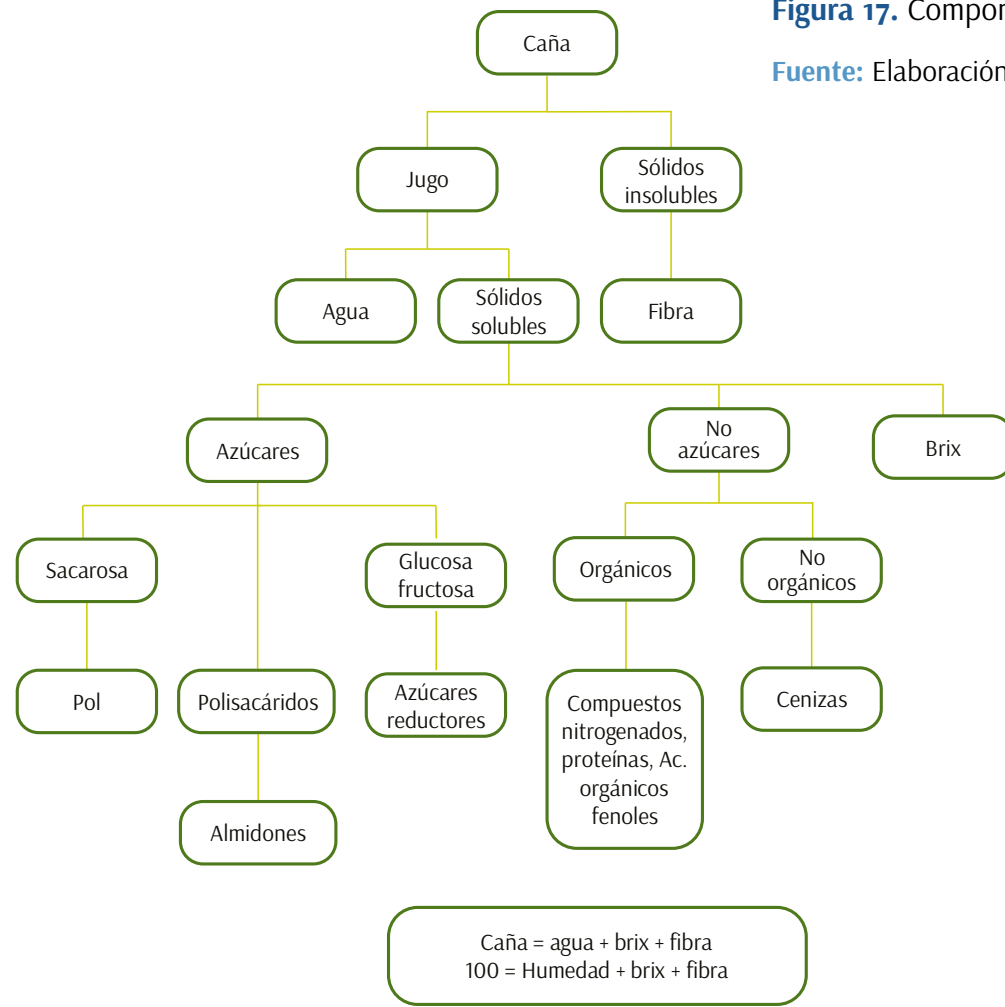 Figura 17. Compor
Fuente: Elaboración
Caña
Jugo
Sólidos
insolubles
Agua
Sólidos
solubles
Fibra
Azúcares
No
azúcares
Brix
Sacarosa
Glucosa
fructosa
Orgánicos
No
orgánicos
Pol
Polisacáridos
Azúcares
reductores
Compuestos
nitrogenados,
proteínas, Ac.
orgánicos
fenoles
Cenizas
Almidones
Caña = agua + brix + fibra
100 = Humedad + brix + fibra